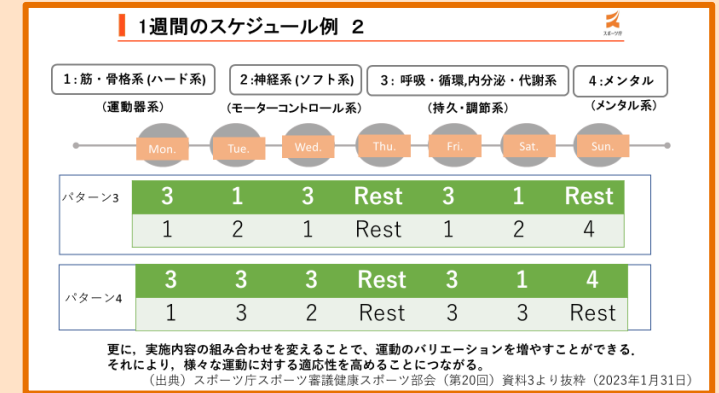 1週間のスケジュール例 2
スポーツ庁
1:筋・骨格系(ハード系) 2:神経系(ソフト系) 3: 呼吸・循環,内分泌・代謝系 4:メンタル
(運動器系) (モーターコントロール系) (持久・調節系) (メンタル系)
Mon. Tue. Wed. Thu. Fri. Sat. Sun.
パターン3
3 1 3 Rest 3 1 Rest
1 2 1 Rest 1 2 4
パターン4
3 3 3 Rest 3 1 4
1 3 2 Rest 3 3 Rest
更に，実施内容の組み合わせを変えることで、運動のバリエーションを増やすことができる．
それにより，様々な運動に対する適応性を高めることにつながる。
（出典）スポーツ庁スポーツ審議健康スポーツ部会（第20回）資料3より抜粋（2023年1月31日）